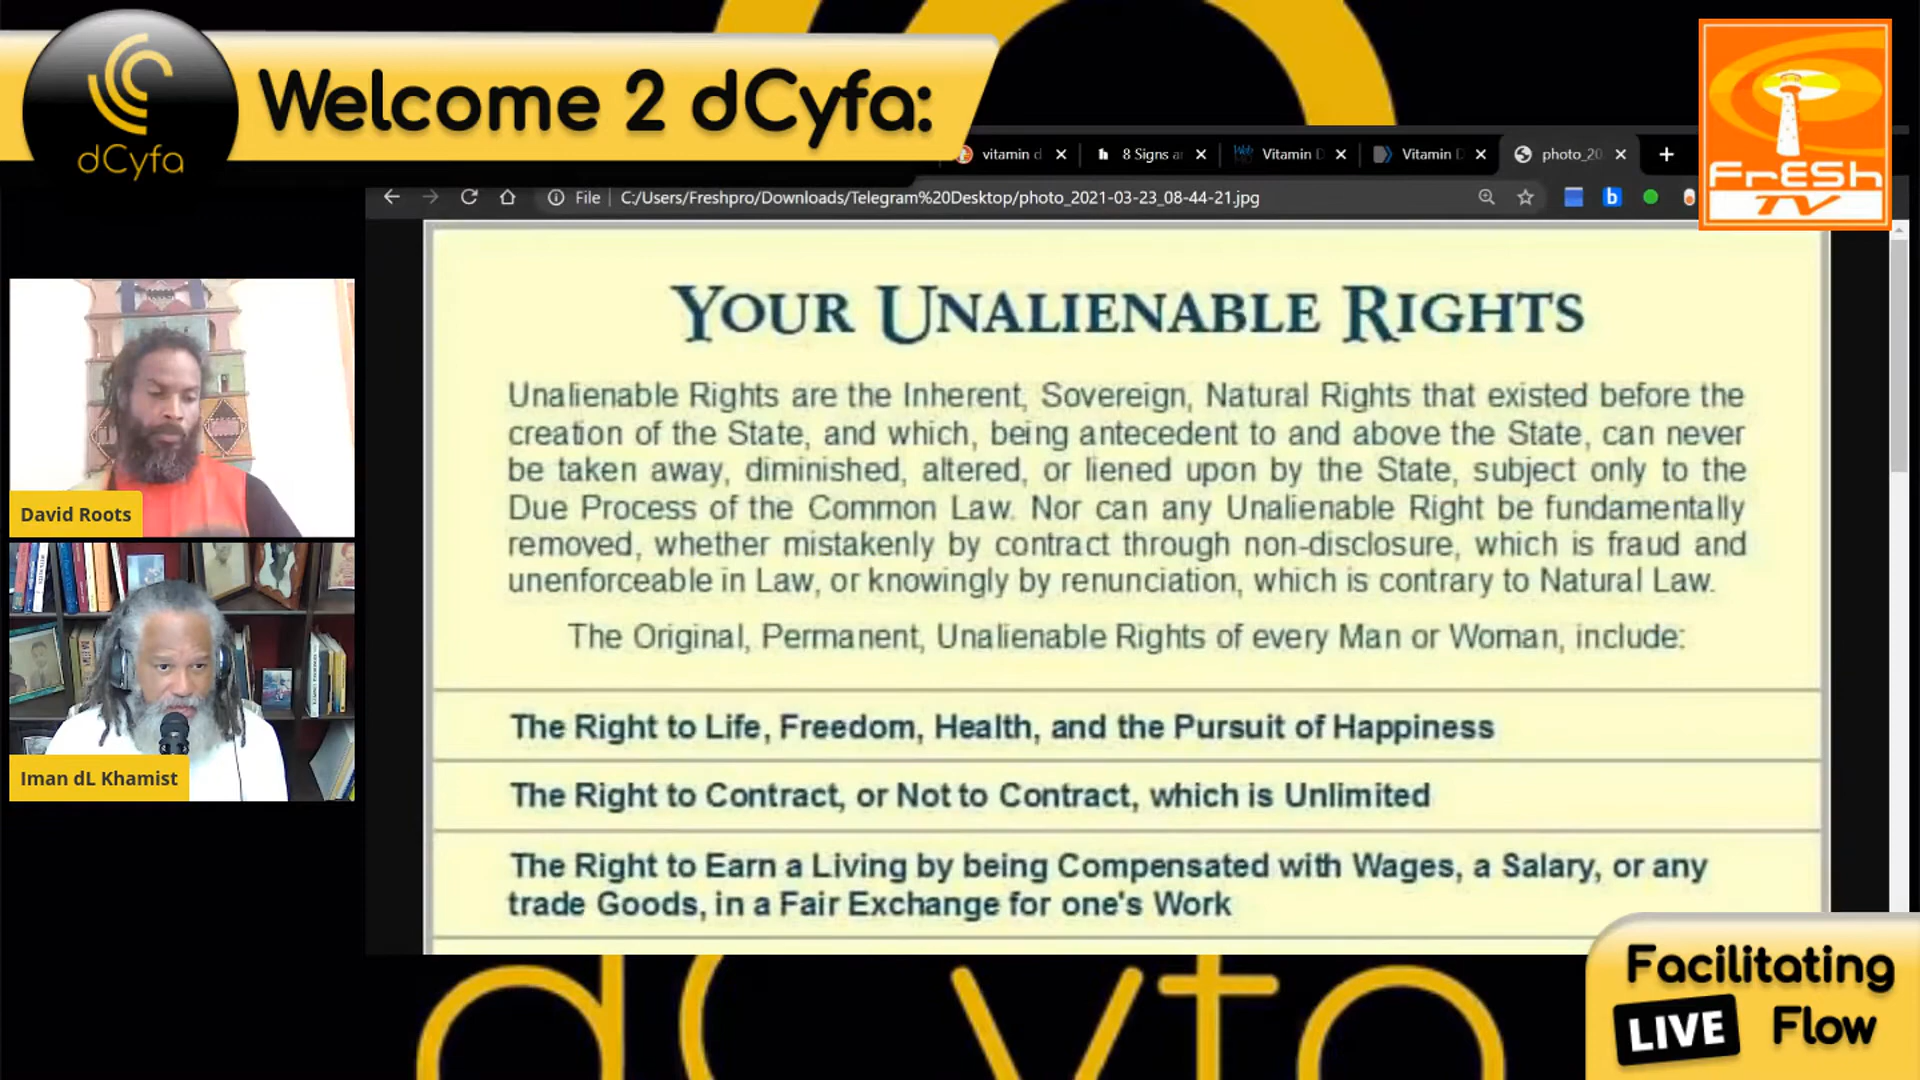 dCyfa
Welcome 2 dCyfa:
vitamin d
8 Signs a
Vitamin D
Vitamin D
photo_20
FrESh
TV
File
C:/Users/Freshpro/Downloads/Telegram%20Desktop/photo_2021-03-23_08-44-21.jpg
b
YOUR UNALIENABLE RIGHTS
Unalienable Rights are the Inherent, Sovereign, Natural Rights that existed before the
creation of the State, and which, being antecedent to and above the State, can never
be taken away, diminished, altered, or liened upon by the State, subject only to the
Due Process of the Common Law. Nor can any Unalienable Right be fundamentally
removed, whether mistakenly by contract through non-disclosure, which is fraud and
unenforceable in Law, or knowingly by renunciation, which is contrary to Natural Law.
The Original, Permanent, Unalienable Rights of every Man or Woman, include:
The Right to Life, Freedom, Health, and the Pursuit of Happiness
The Right to Contract, or Not to Contract, which is Unlimited
The Right to Earn a Living by being Compensated with Wages, a Salary, or any
trade Goods, in a Fair Exchange for one's Work
David Roots
Iman dL Khamist
Facilitating
LIVE Flow
dCyfa